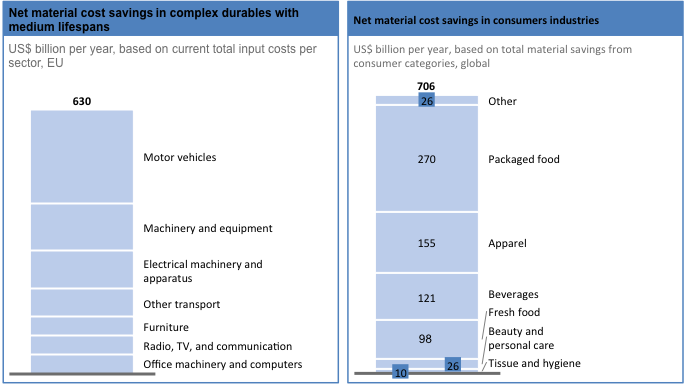 Net material cost savings in complex durables with
medium lifespans
US$ billion per year, based on current total input costs per
sector, EU
630
Motor vehicles
Machinery and equipment
Electrical machinery and
apparatus
Other transport
Furniture
Radio, TV, and communication
Office machinery and computers
Net material cost savings in consumers industries
US$ billion per year, based on total material savings from
consumer categories, global
706
26
Other
270
Packaged food
155
Apparel
121
Beverages
Fresh food
98
Beauty and
personal care
26
Tissue and hygiene
10